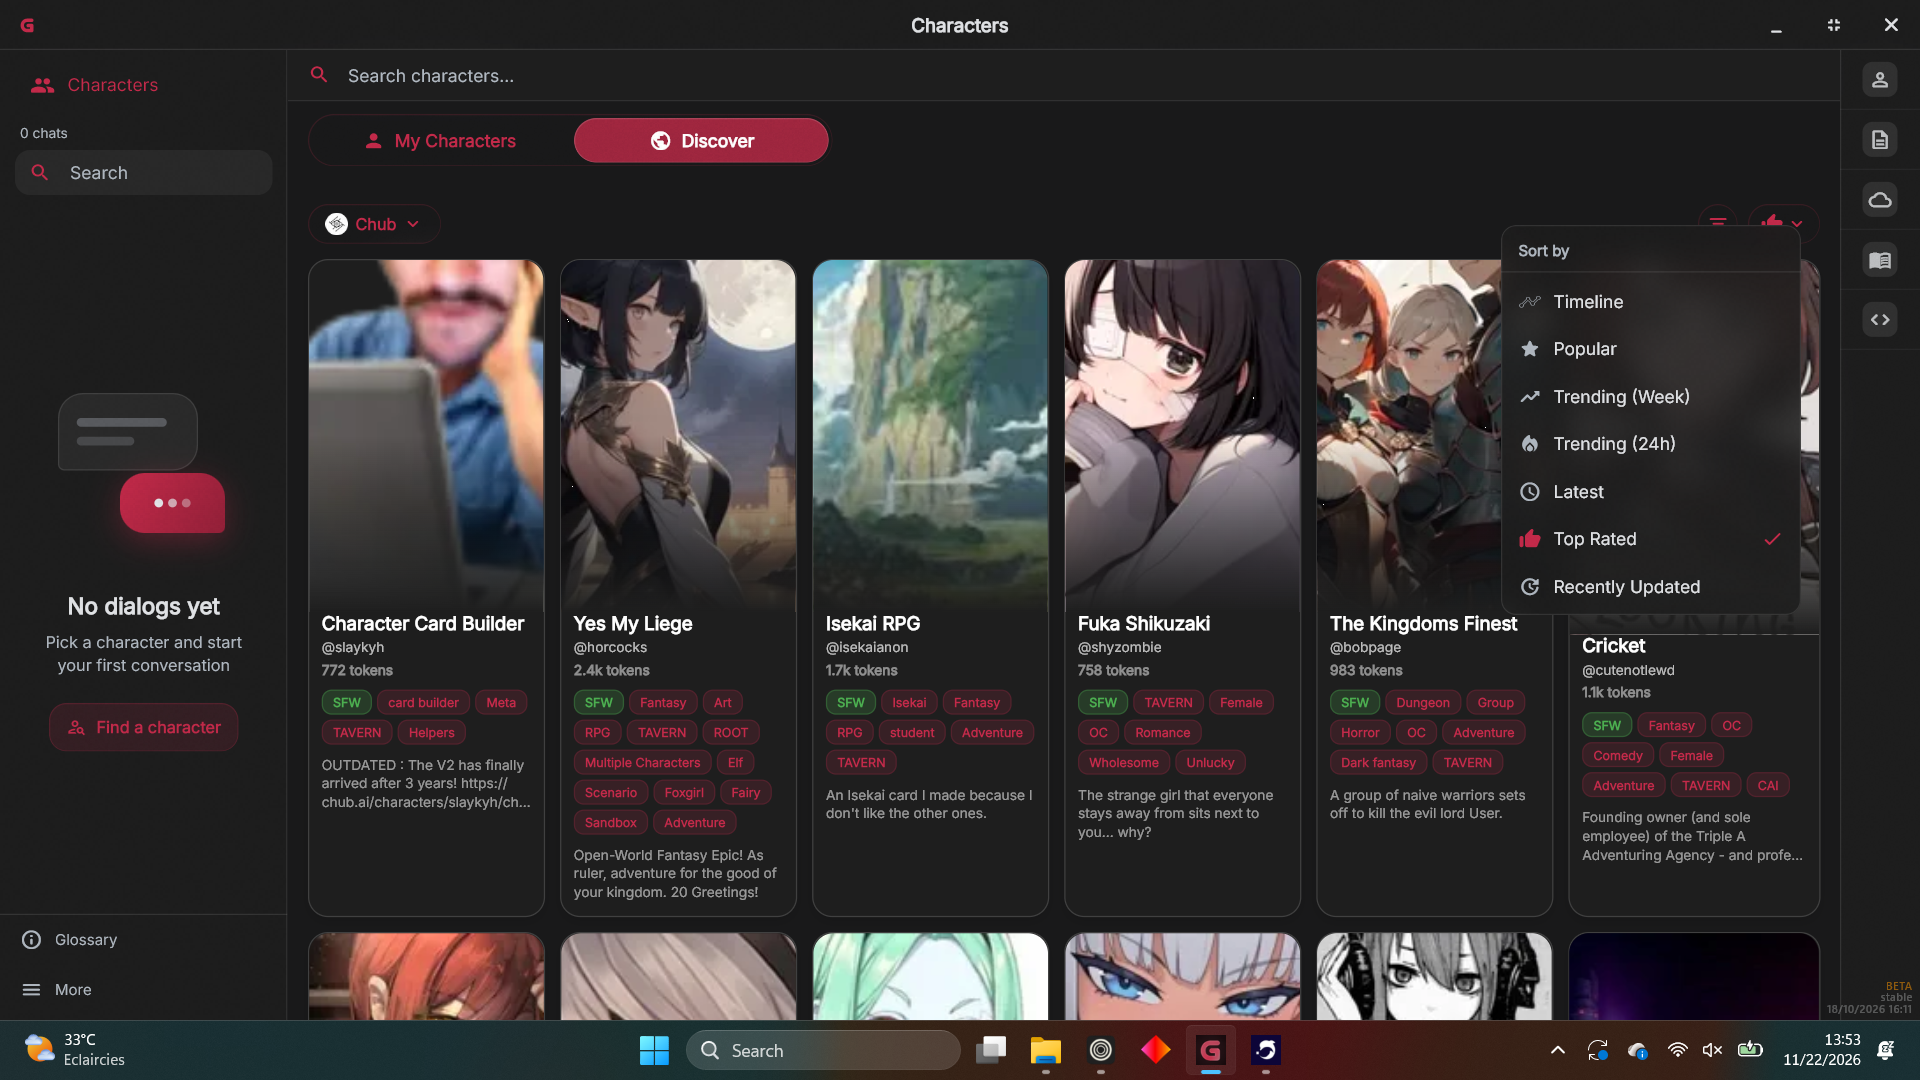 G
Characters
Characters
0 chats
Search
No dialogs yet
Pick a character and start
your first conversation
Find a character
Glossary
More
Search characters...
My Characters
Discover
Chub
Sort by
Timeline
Popular
Trending (Week)
Trending (24h)
Latest
Top Rated
Recently Updated
Character Card Builder
@slaykyh
772 tokens
SFW card builder Meta
TAVERN Helpers
OUTDATED : The V2 has finally
arrived after 3 years! https://
chub.ai/characters/slaykyh/ch...
Yes My Liege
@horcocks
2.4k tokens
SFW Fantasy Art
RPG TAVERN ROOT
Multiple Characters Elf
Scenario Foxgirl Fairy
Sandbox Adventure
Open-World Fantasy Epic! As
ruler, adventure for the good of
your kingdom. 20 Greetings!
Isekai RPG
@isekaianon
1.7k tokens
SFW Isekai Fantasy
RPG student Adventure
TAVERN
An Isekai card I made because I
don't like the other ones.
Fuka Shikuzaki
@shyzombie
758 tokens
SFW TAVERN Female
OC Romance
Wholesome Unlucky
The strange girl that everyone
stays away from sits next to
you... why?
The Kingdoms Finest
@bobpage
983 tokens
SFW Dungeon Group
Horror OC Adventure
Dark fantasy TAVERN
A group of naive warriors sets
off to kill the evil lord User.
Cricket
@cutenotlewd
1.1k tokens
SFW Fantasy OC
Comedy Female
Adventure TAVERN CAI
Founding owner (and sole
employee) of the Triple A
Adventuring Agency - and profe...
BETA
stable
18/10/2026 16:11
33°C
Eclaircies
Search
G
13:53
11/22/2026